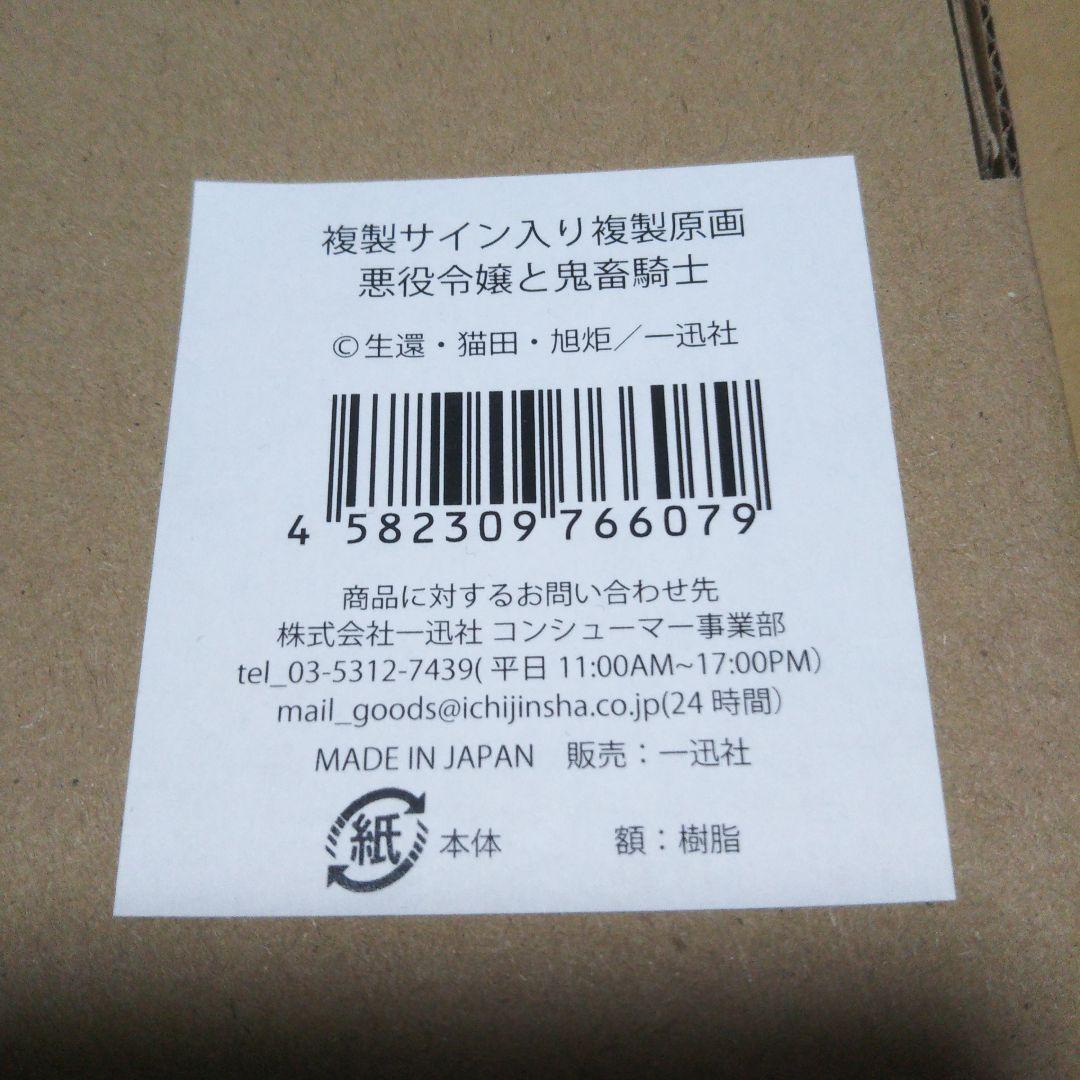 複製サイン入り複製原画
悪役令嬢と鬼畜騎士
©生還・猫田・旭炬／一迅社
4 582309 766079
商品に対するお問い合わせ先
株式会社一迅社 コンシューマー事業部
tel_03-5312-7439( 平日 11:00AM~17:00PM）
mail_goods@ichijinsha.co.jp(24 時間）
MADE IN JAPAN 販売：一迅社
紙 本体 額：樹脂